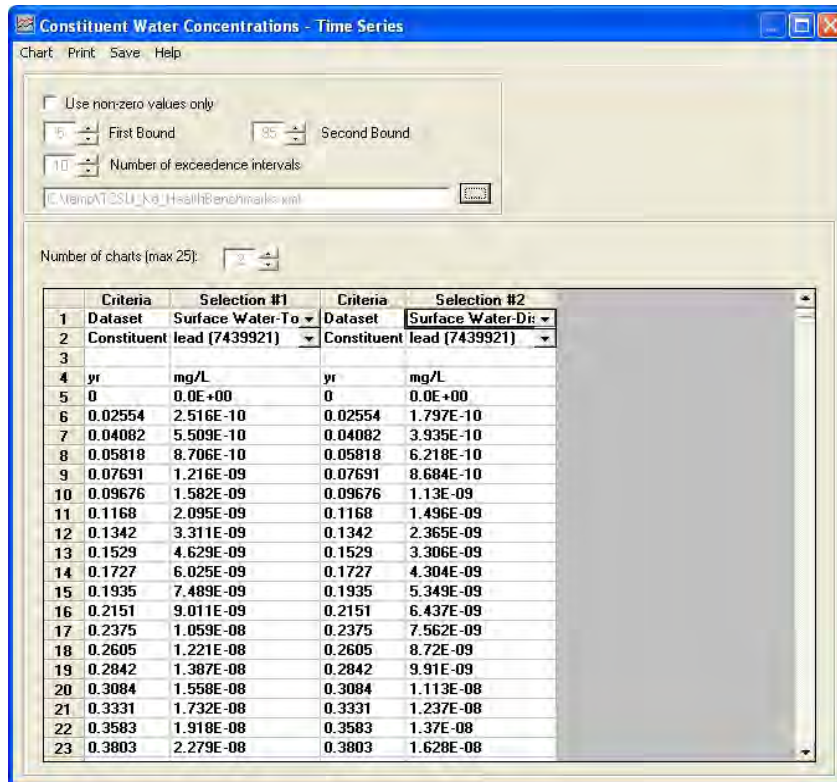 Constituent Water Concentrations - Time Series
Chart Print Save Help
Use non-zero values only
5 First Bound 95 Second Bound
10 Number of exceedence intervals
...
Number of charts (max 25): 2
Criteria Selection #1 Criteria Selection #2
1 Dataset Surface Water-To Dataset Surface Water-Dis
2 Constituent lead (7439921) Constituent lead (7439921)
3
4 yr mg/L yr mg/L
5 0 0.0E+00 0 0.0E+00
6 0.02554 2.516E-10 0.02554 1.797E-10
7 0.04082 5.509E-10 0.04082 3.935E-10
8 0.05818 8.706E-10 0.05818 6.218E-10
9 0.07691 1.216E-09 0.07691 8.684E-10
10 0.09676 1.582E-09 0.09676 1.13E-09
11 0.1168 2.095E-09 0.1168 1.496E-09
12 0.1342 3.311E-09 0.1342 2.365E-09
13 0.1529 4.629E-09 0.1529 3.306E-09
14 0.1727 6.025E-09 0.1727 4.304E-09
15 0.1935 7.489E-09 0.1935 5.349E-09
16 0.2151 9.011E-09 0.2151 6.437E-09
17 0.2375 1.059E-08 0.2375 7.562E-09
18 0.2605 1.221E-08 0.2605 8.72E-09
19 0.2842 1.387E-08 0.2842 9.91E-09
20 0.3084 1.558E-08 0.3084 1.113E-08
21 0.3331 1.732E-08 0.3331 1.237E-08
22 0.3583 1.918E-08 0.3583 1.37E-08
23 0.3803 2.279E-08 0.3803 1.628E-08